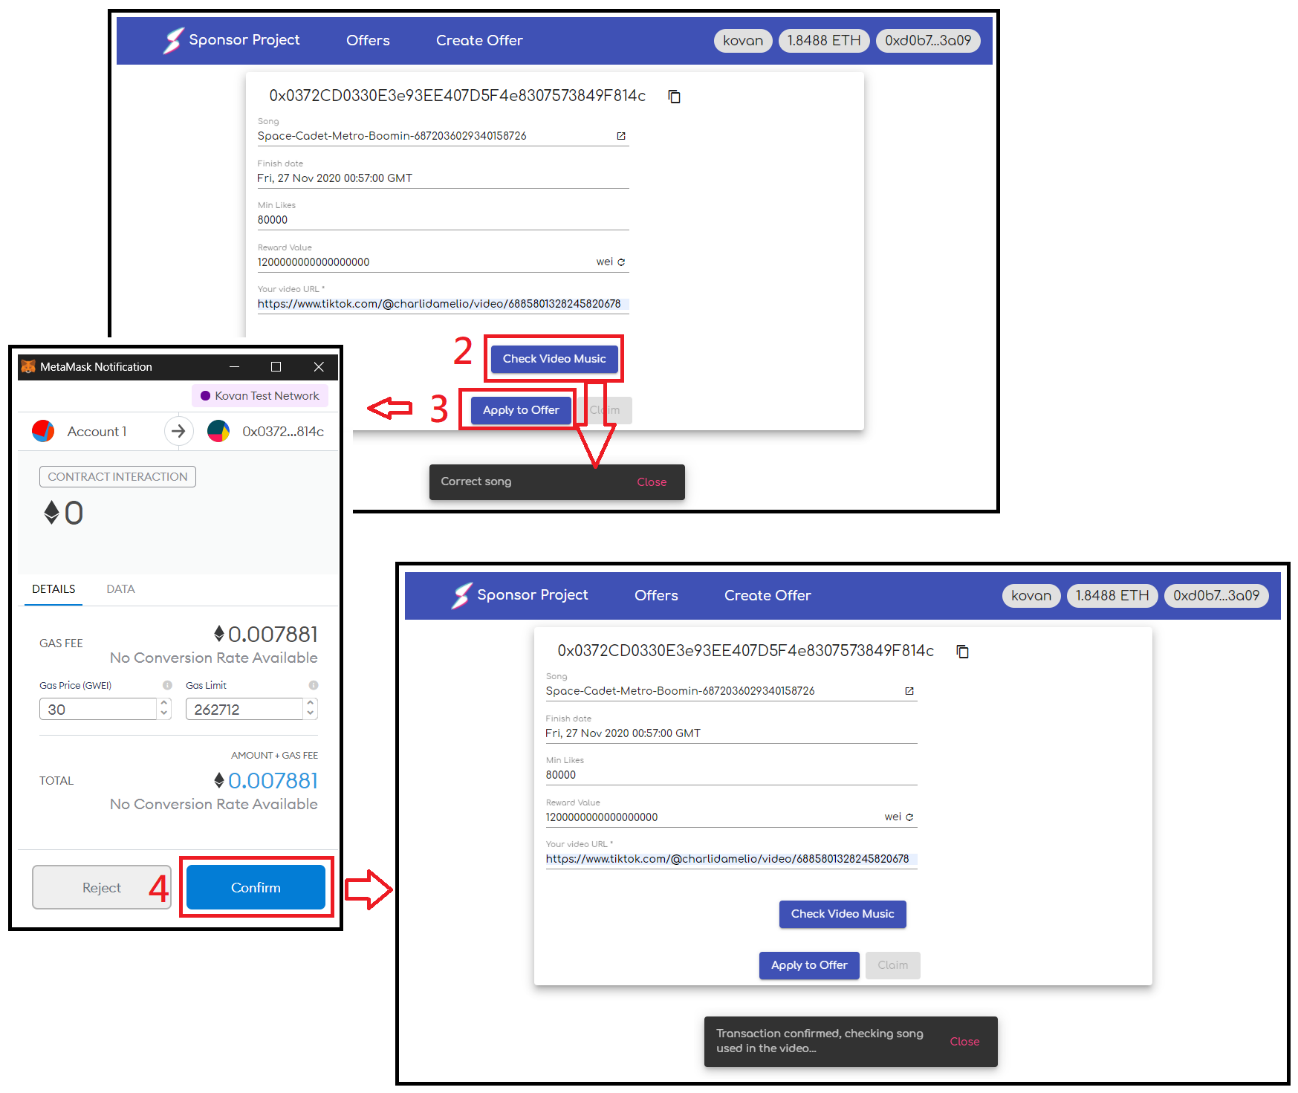 Sponsor Project Offers Create Offer kovan 1.8488 ETH 0xd0b7...3a09
0x0372CD0330E3e93EE407D5F4e8307573849F814c
Song
Space-Cadet-Metro-Boomin-6872036029340158726
Finish date
Fri, 27 Nov 2020 00:57:00 GMT
Min Likes
80000
Reward Value
1200000000000000000 wei
Your video URL *
https://www.tiktok.com/@charlidamelio/video/6885801328245820678
2 Check Video Music
3 Apply to Offer Claim
Correct song Close
MetaMask Notification
Kovan Test Network
Account 1 0x0372...814c
CONTRACT INTERACTION
0
DETAILS DATA
GAS FEE 0.007881
No Conversion Rate Available
Gas Price (GWEI) Gas Limit
30 262712
AMOUNT + GAS FEE
TOTAL 0.007881
No Conversion Rate Available
Reject 4 Confirm
Sponsor Project Offers Create Offer kovan 1.8488 ETH 0xd0b7...3a09
0x0372CD0330E3e93EE407D5F4e8307573849F814c
Song
Space-Cadet-Metro-Boomin-6872036029340158726
Finish date
Fri, 27 Nov 2020 00:57:00 GMT
Min Likes
80000
Reward Value
1200000000000000000 wei
Your video URL *
https://www.tiktok.com/@charlidamelio/video/6885801328245820678
Check Video Music
Apply to Offer Claim
Transaction confirmed, checking song
used in the video... Close